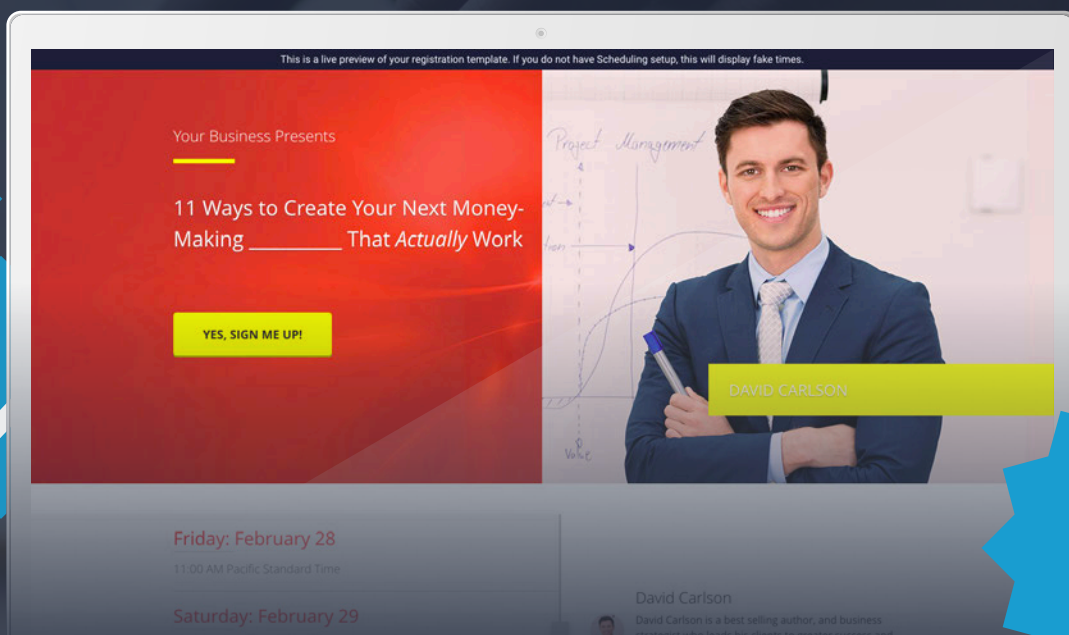 This is a live preview of your registration template. If you do not have Scheduling setup, this will display fake times.
Your Business Presents
11 Ways to Create Your Next Money-
Making __________ That Actually Work
YES, SIGN ME UP!
Project Management
Value
DAVID CARLSON
Friday: February 28
11:00 AM Pacific Standard Time
Saturday: February 29
David Carlson
David Carlson is a best selling author, and business